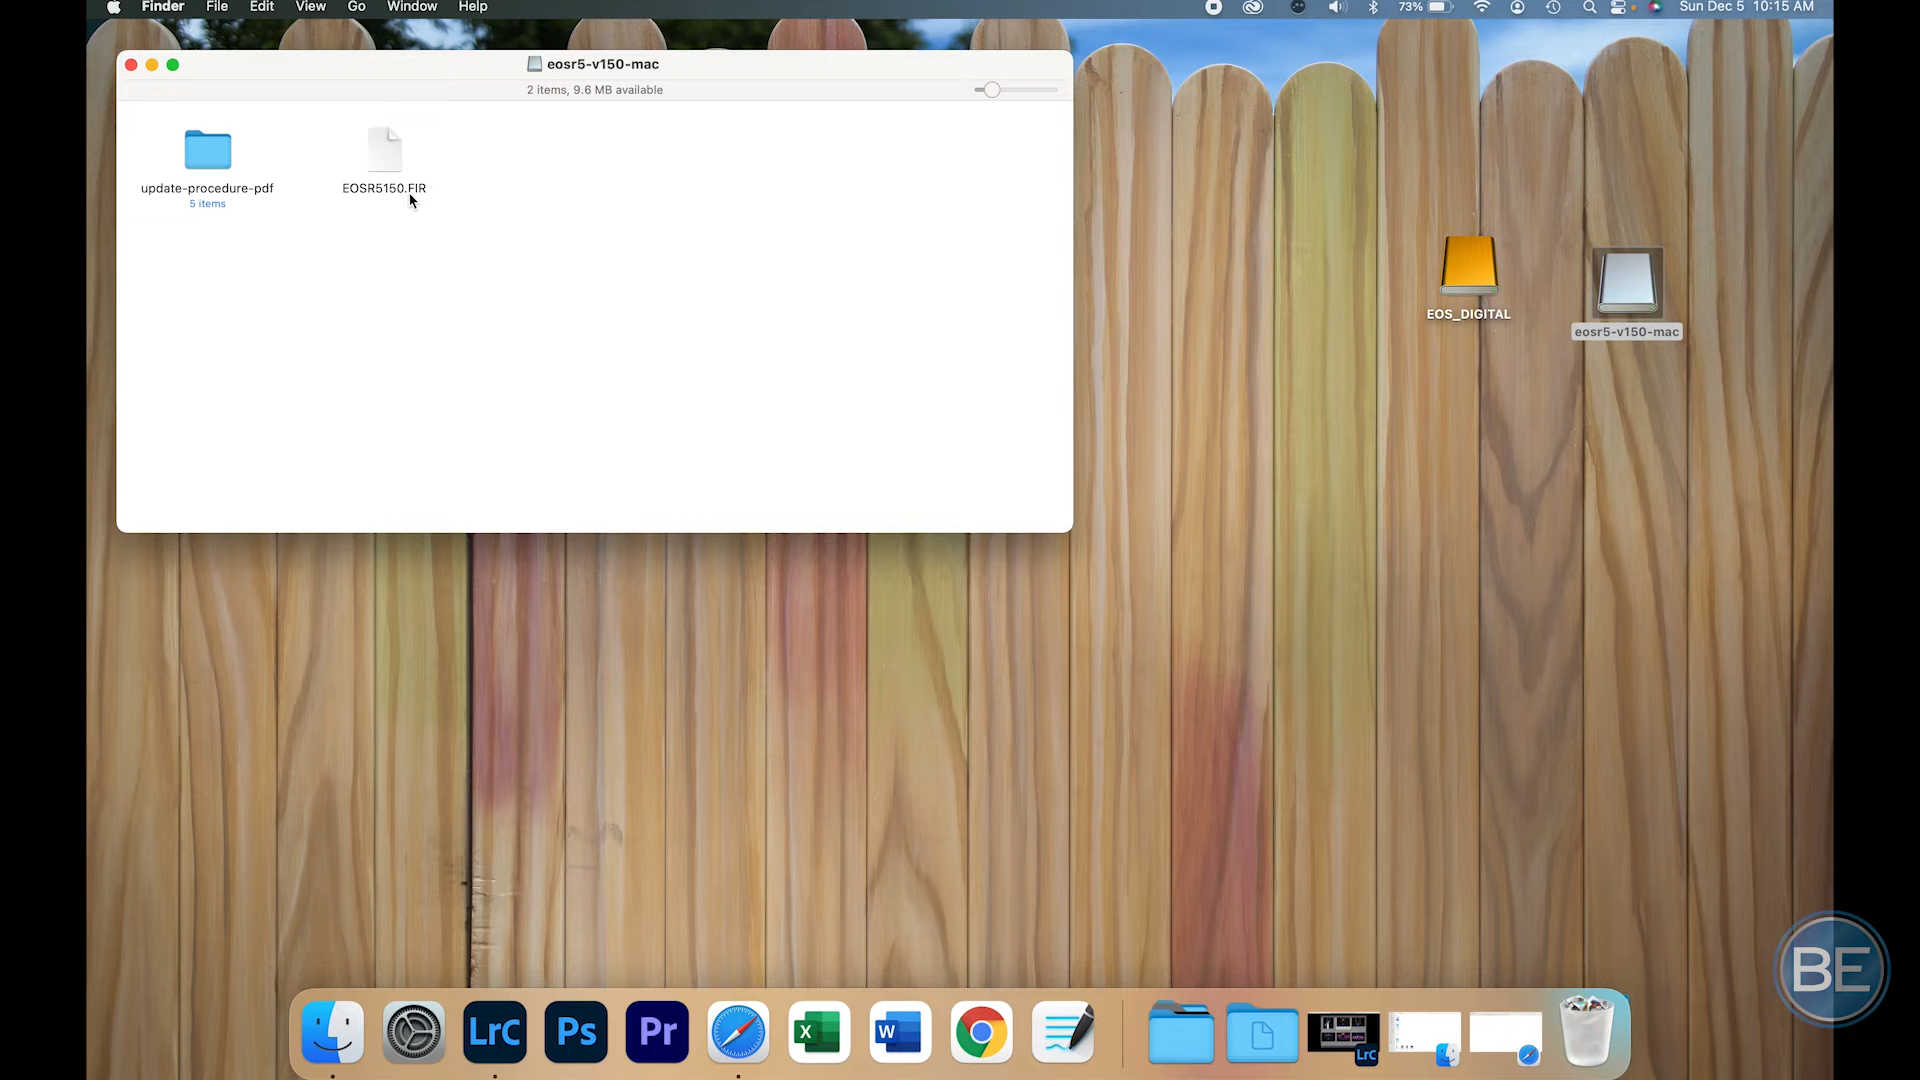 Finder File Edit View Go Window Help 73% Sun Dec 5 10:15 AM
eosr5-v150-mac
2 items, 9.6 MB available
update-procedure-pdf
5 items
EOSR5150.FIR
EOS_DIGITAL
eosr5-v150-mac
LrC Ps Pr X W LrC
BE